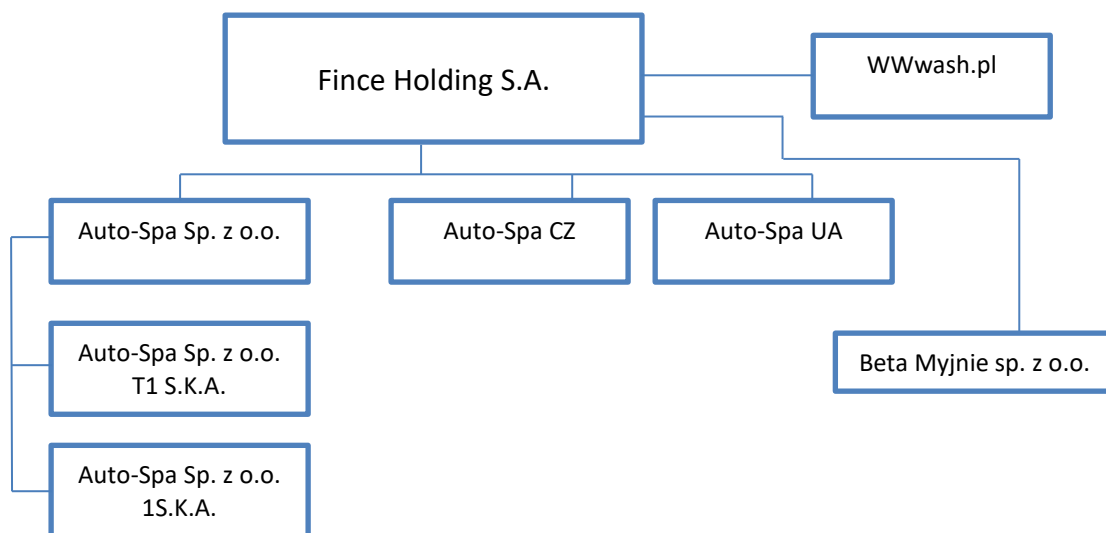 Fince Holding S.A.
WWwash.pl
Auto-Spa Sp. z o.o.
Auto-Spa CZ
Auto-Spa UA
Auto-Spa Sp. z o.o.
T1 S.K.A.
Beta Myjnie sp. z o.o.
Auto-Spa Sp. z o.o.
1S.K.A.